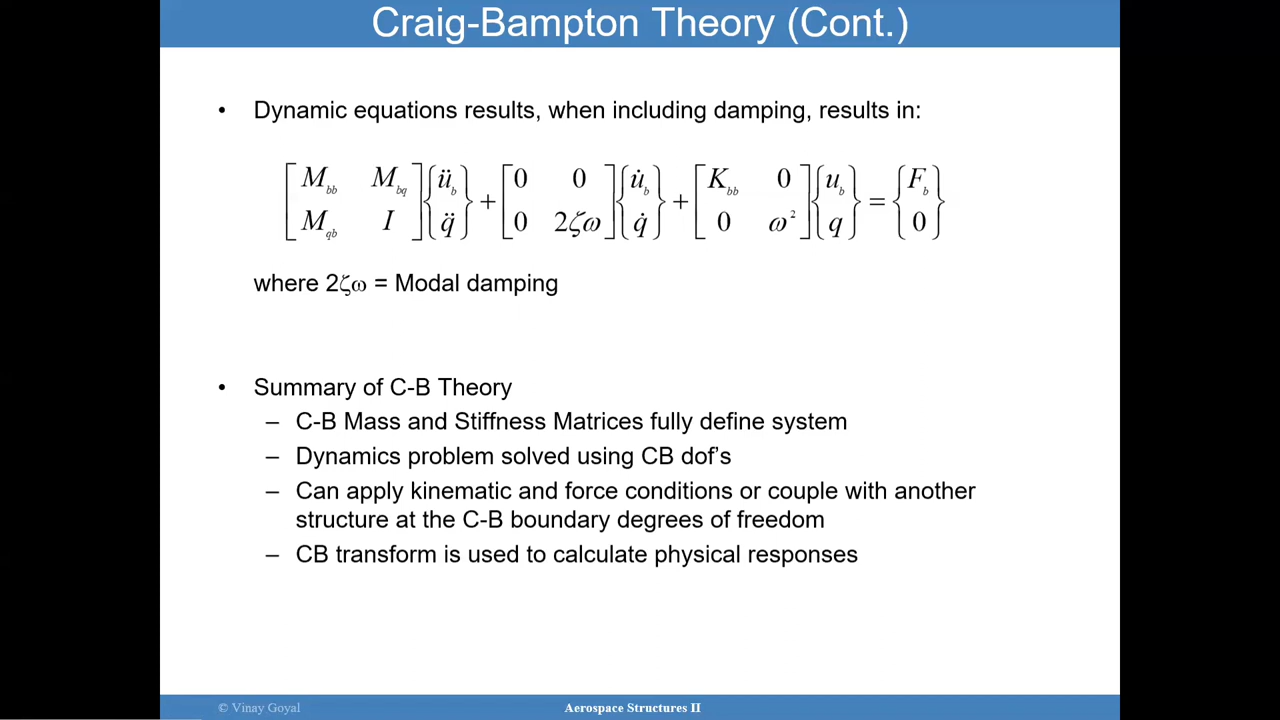 Craig-Bampton Theory (Cont.)
• Dynamic equations results, when including damping, results in:
[M_bb M_bq; M_qb I]{ü_b; q̈} + [0 0; 0 2ζω]{u̇_b; q̇} + [K_bb 0; 0 ω²]{u_b; q} = {F_b; 0}
where 2ζω = Modal damping
• Summary of C-B Theory
– C-B Mass and Stiffness Matrices fully define system
– Dynamics problem solved using CB dof's
– Can apply kinematic and force conditions or couple with another
structure at the C-B boundary degrees of freedom
– CB transform is used to calculate physical responses
© Vinay Goyal
Aerospace Structures II